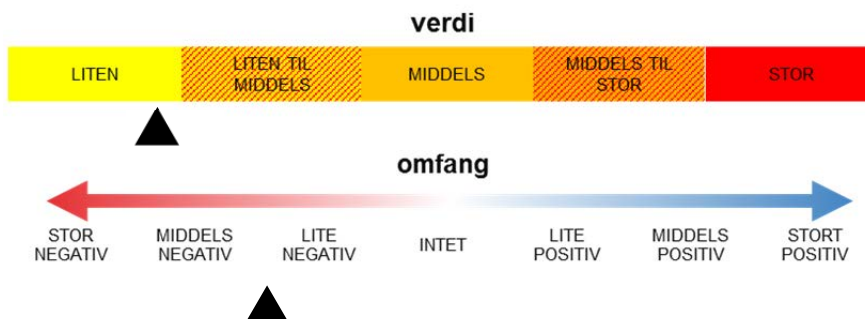 verdi
LITEN
LITEN TIL
MIDDELS
MIDDELS
MIDDELS TIL
STOR
STOR
omfang
STOR
NEGATIV
MIDDELS
NEGATIV
LITE
NEGATIV
INTET
LITE
POSITIV
MIDDELS
POSITIV
STORT
POSITIV